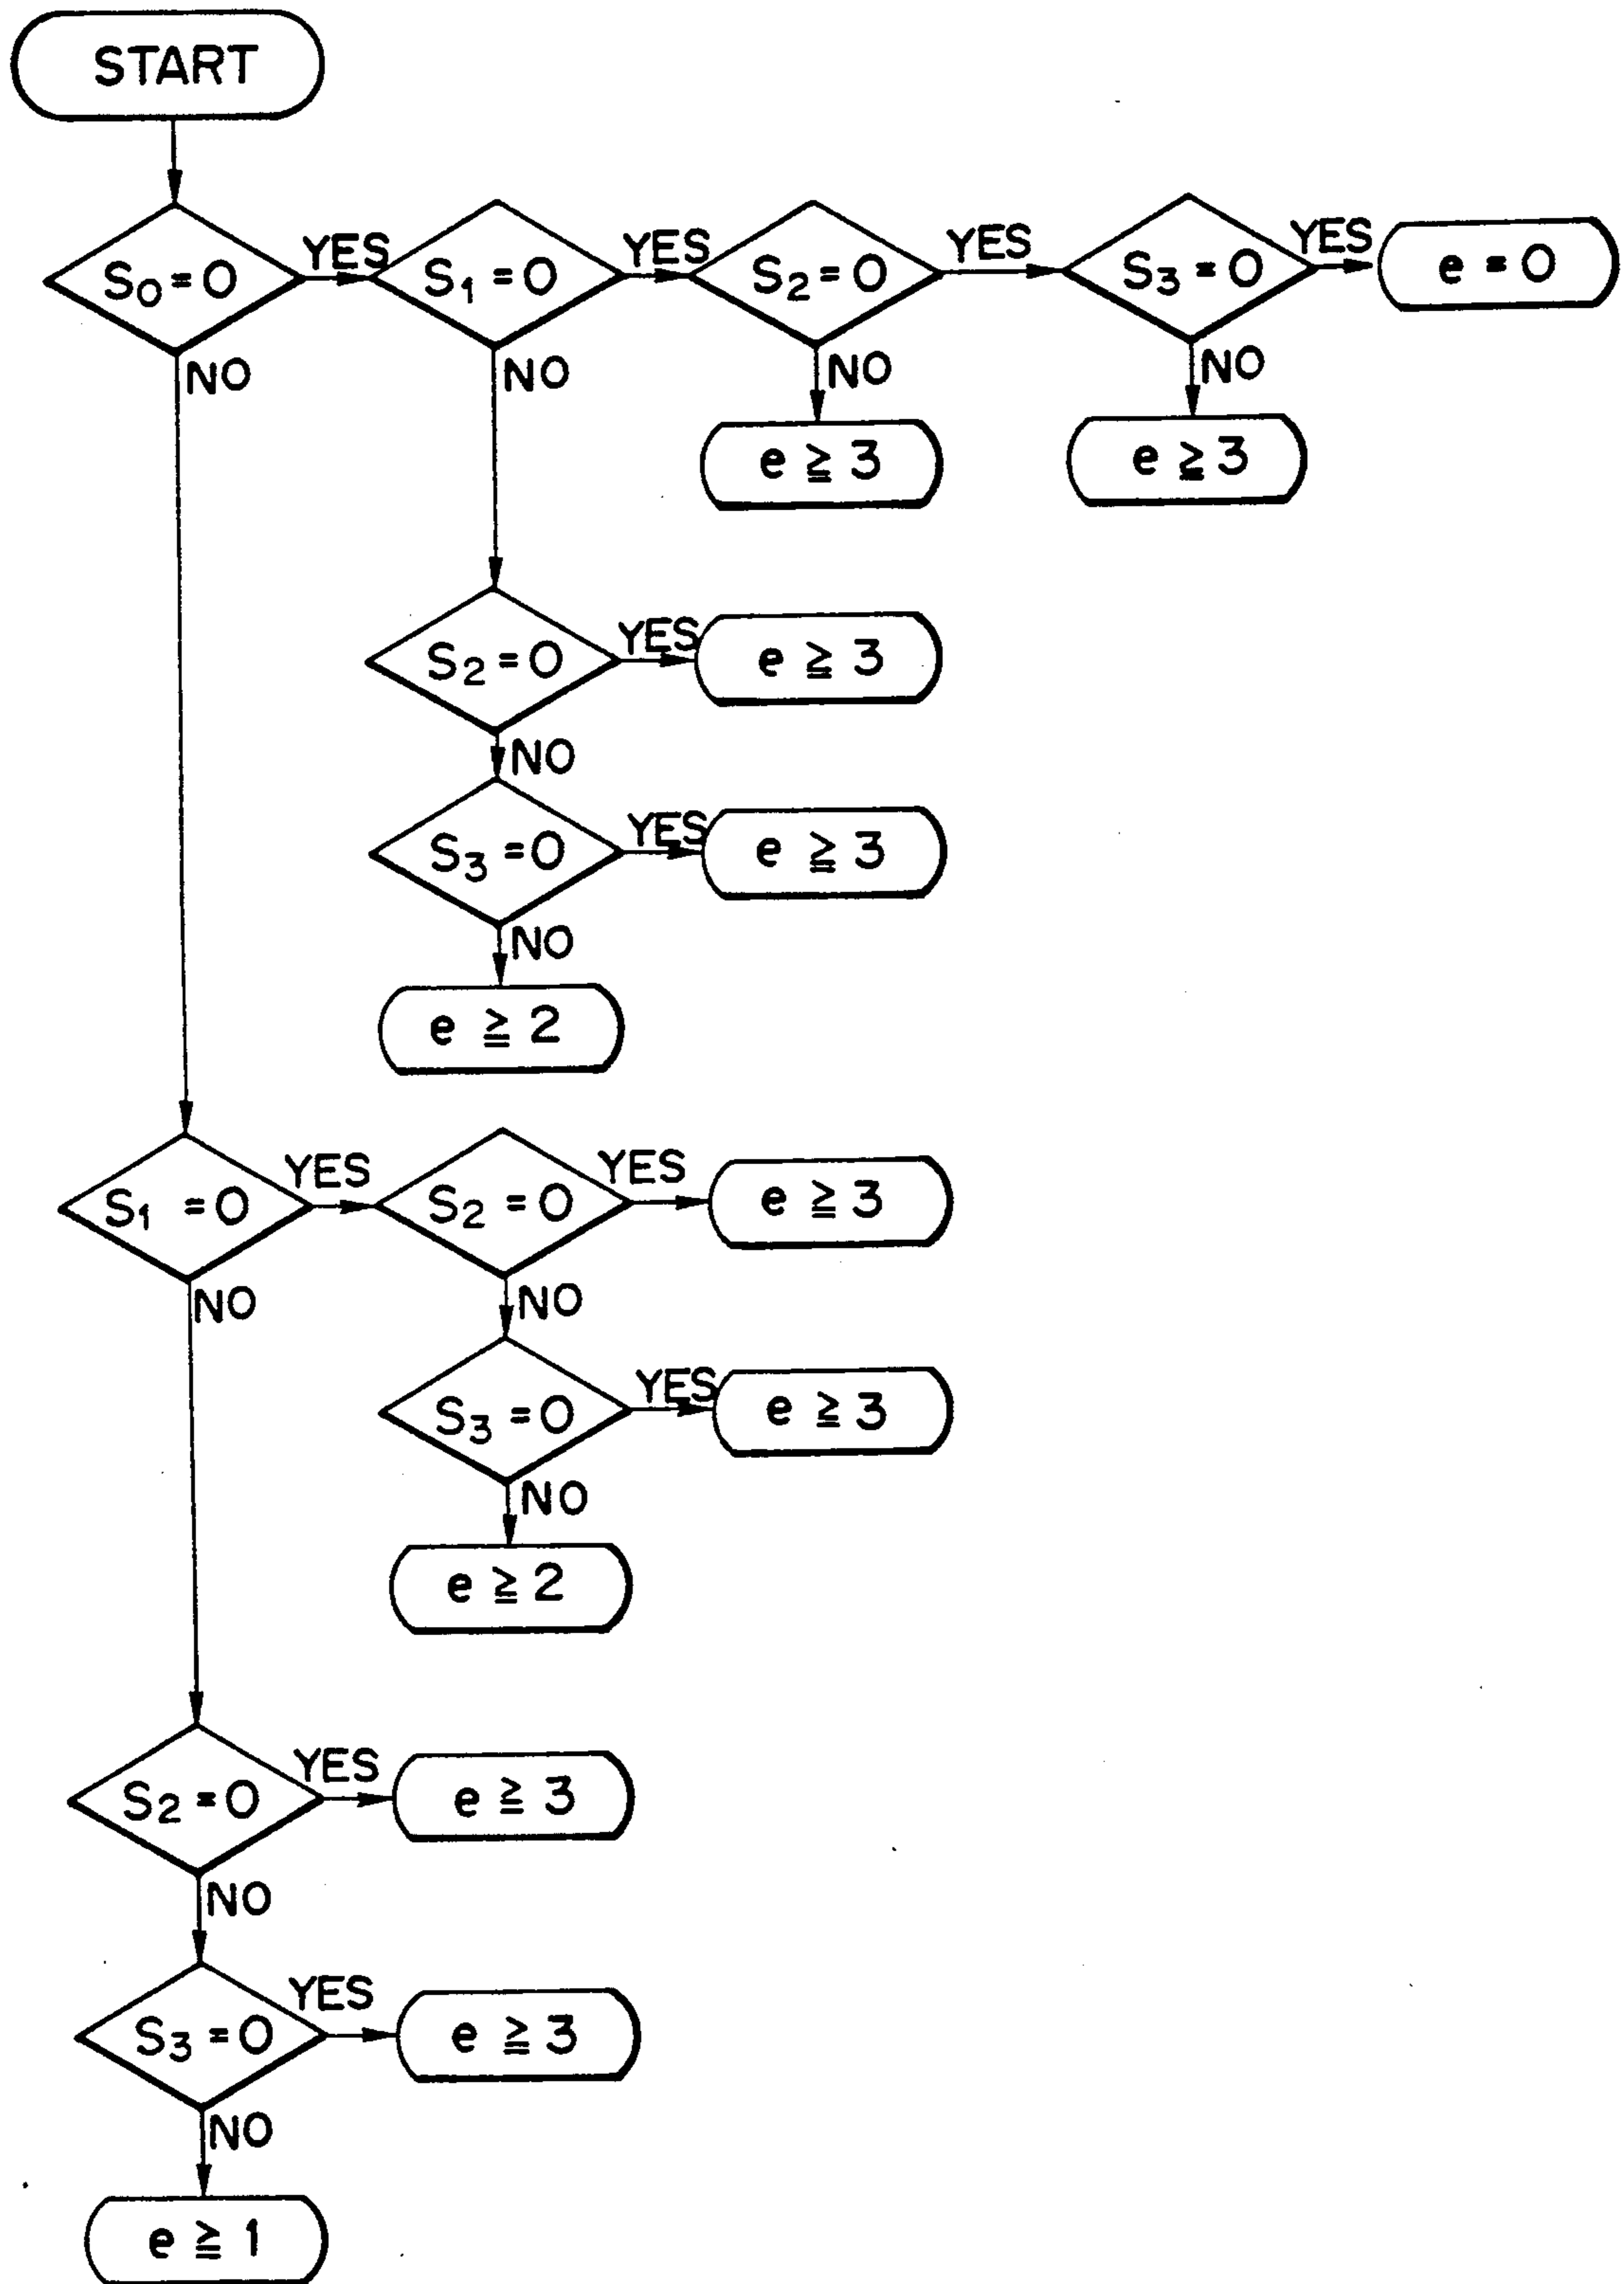 START
S₀ = 0
YES
S₁ = 0
YES
S₂ = 0
YES
S₃ = 0
YES
e = 0
NO
NO
NO
NO
e ≧ 3
e ≧ 3
S₂ = 0
YES
e ≧ 3
NO
S₃ = 0
YES
e ≧ 3
NO
e ≧ 2
S₁ = 0
YES
S₂ = 0
YES
e ≧ 3
NO
NO
S₃ = 0
YES
e ≧ 3
NO
e ≧ 2
S₂ = 0
YES
e ≧ 3
NO
S₃ = 0
YES
e ≧ 3
NO
e ≧ 1